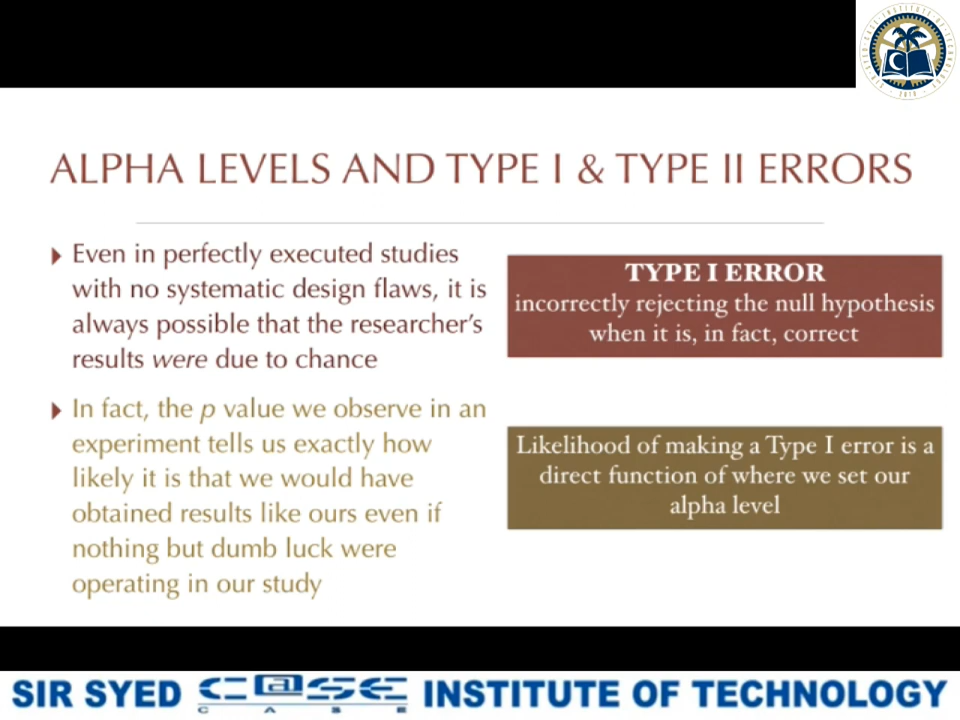 ALPHA LEVELS AND TYPE I & TYPE II ERRORS
Even in perfectly executed studies
with no systematic design flaws, it is
always possible that the researcher's
results were due to chance
In fact, the p value we observe in an
experiment tells us exactly how
likely it is that we would have
obtained results like ours even if
nothing but dumb luck were
operating in our study
TYPE I ERROR
incorrectly rejecting the null hypothesis
when it is, in fact, correct
Likelihood of making a Type I error is a
direct function of where we set our
alpha level
SIR SYED C@SE INSTITUTE OF TECHNOLOGY
C A S E